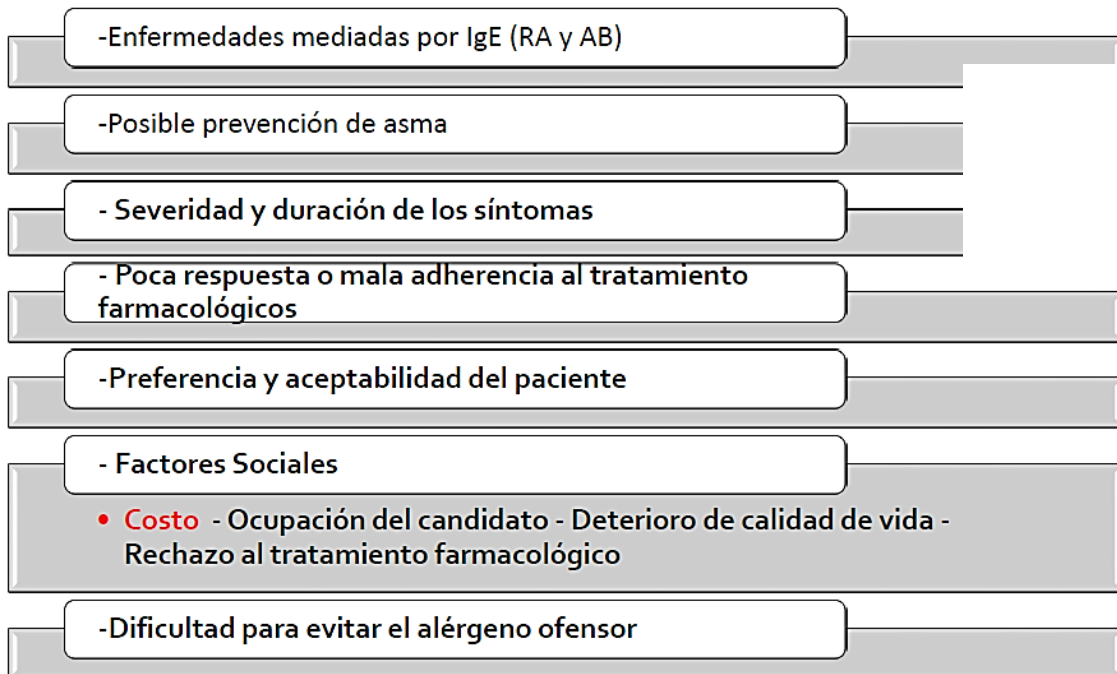 -Enfermedades mediadas por IgE (RA y AB)
-Posible prevención de asma
- Severidad y duración de los síntomas
- Poca respuesta o mala adherencia al tratamiento
farmacológicos
-Preferencia y aceptabilidad del paciente
- Factores Sociales
• Costo - Ocupación del candidato - Deterioro de calidad de vida -
Rechazo al tratamiento farmacológico
-Dificultad para evitar el alérgeno ofensor